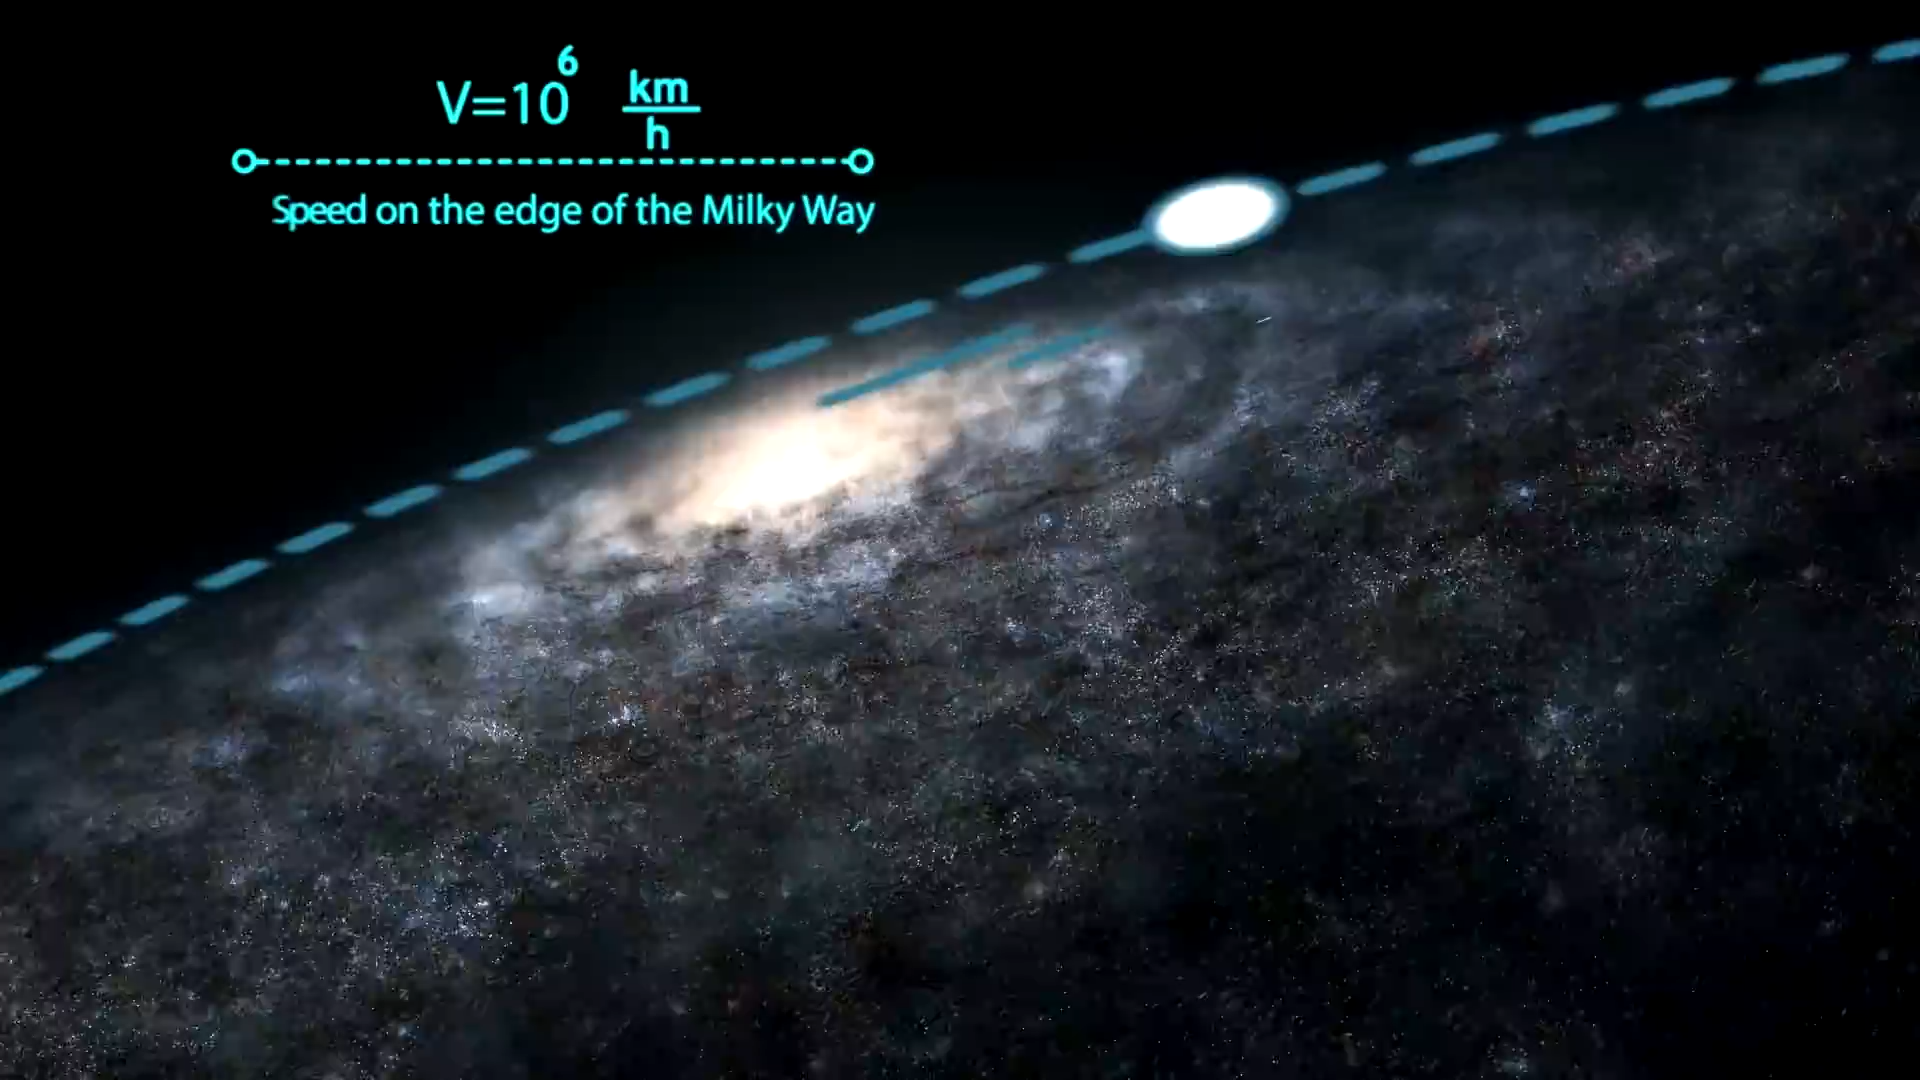 V=10⁶ km/h
Speed on the edge of the Milky Way